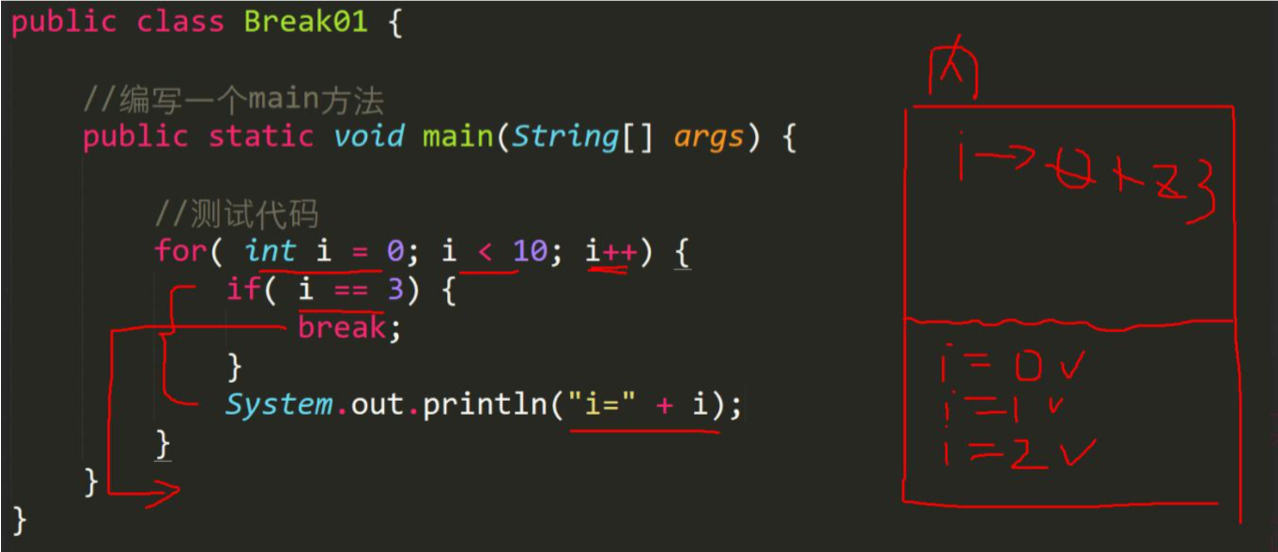 public class Break01 {
//编写一个main方法
public static void main(String[] args) {
//测试代码
for( int i = 0; i < 10; i++) {
if( i == 3) {
break;
}
System.out.println("i=" + i);
}
}
}
内
i→0 1 2 3
i=0✓
i=1✓
i=2✓